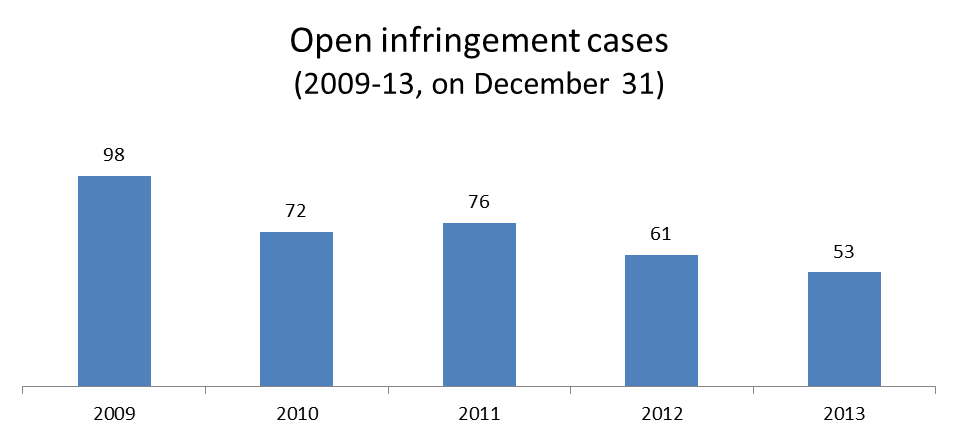 Open infringement cases
(2009-13, on December 31)
98
72
76
61
53
2009 2010 2011 2012 2013